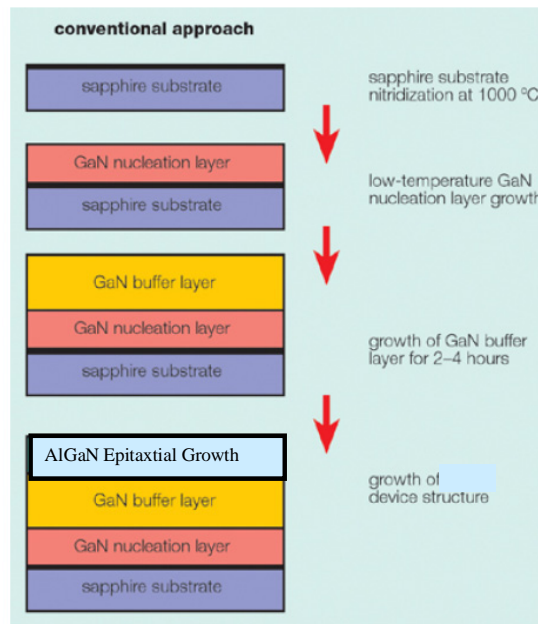 conventional approach
sapphire substrate
sapphire substrate
nitridization at 1000 ºC
GaN nucleation layer
sapphire substrate
low-temperature GaN
nucleation layer growth
GaN buffer layer
GaN nucleation layer
sapphire substrate
growth of GaN buffer
layer for 2–4 hours
AlGaN Epitaxtial Growth
GaN buffer layer
GaN nucleation layer
sapphire substrate
growth of
device structure